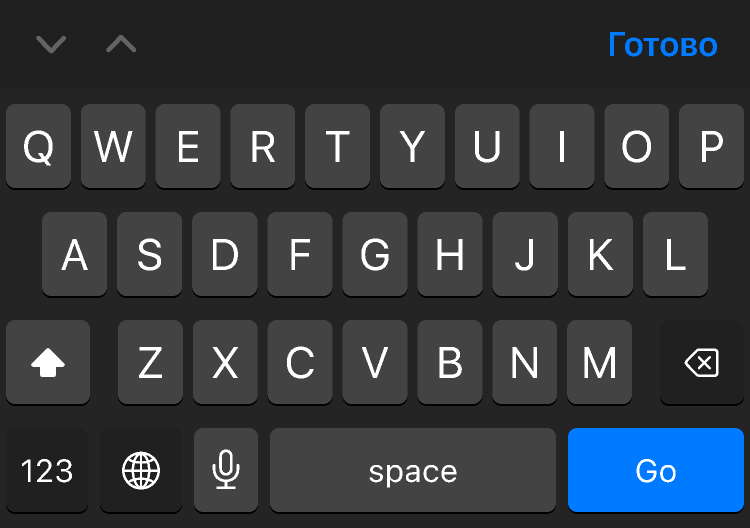 Готово
Q W E R T Y U I O P
A S D F G H J K L
Z X C V B N M
123 space Go